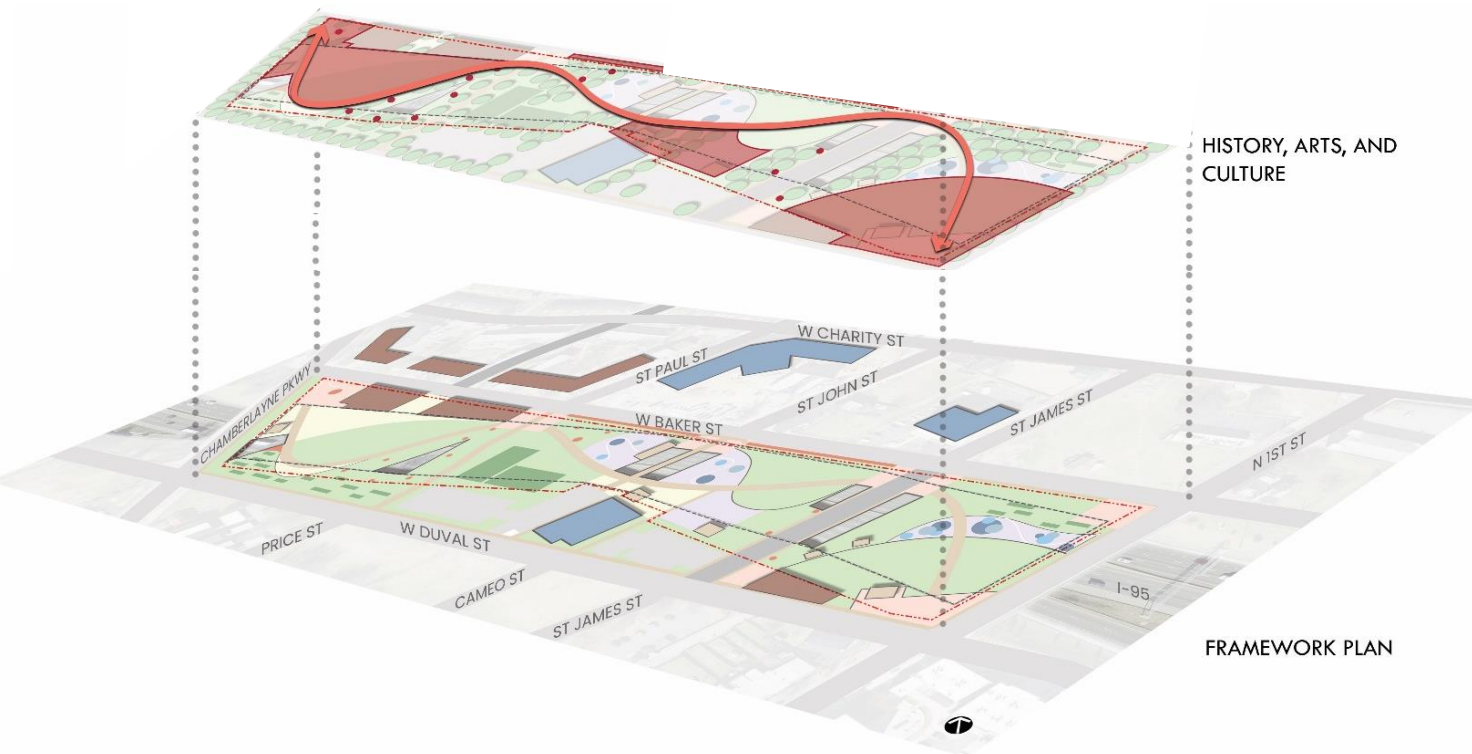 HISTORY, ARTS, AND
CULTURE
W CHARITY ST
ST PAUL ST
ST JOHN ST
CHAMBERLAYNE PKWY
ST JAMES ST
W BAKER ST
N 1ST ST
PRICE ST
W DUVAL ST
CAMEO ST
I-95
ST JAMES ST
FRAMEWORK PLAN